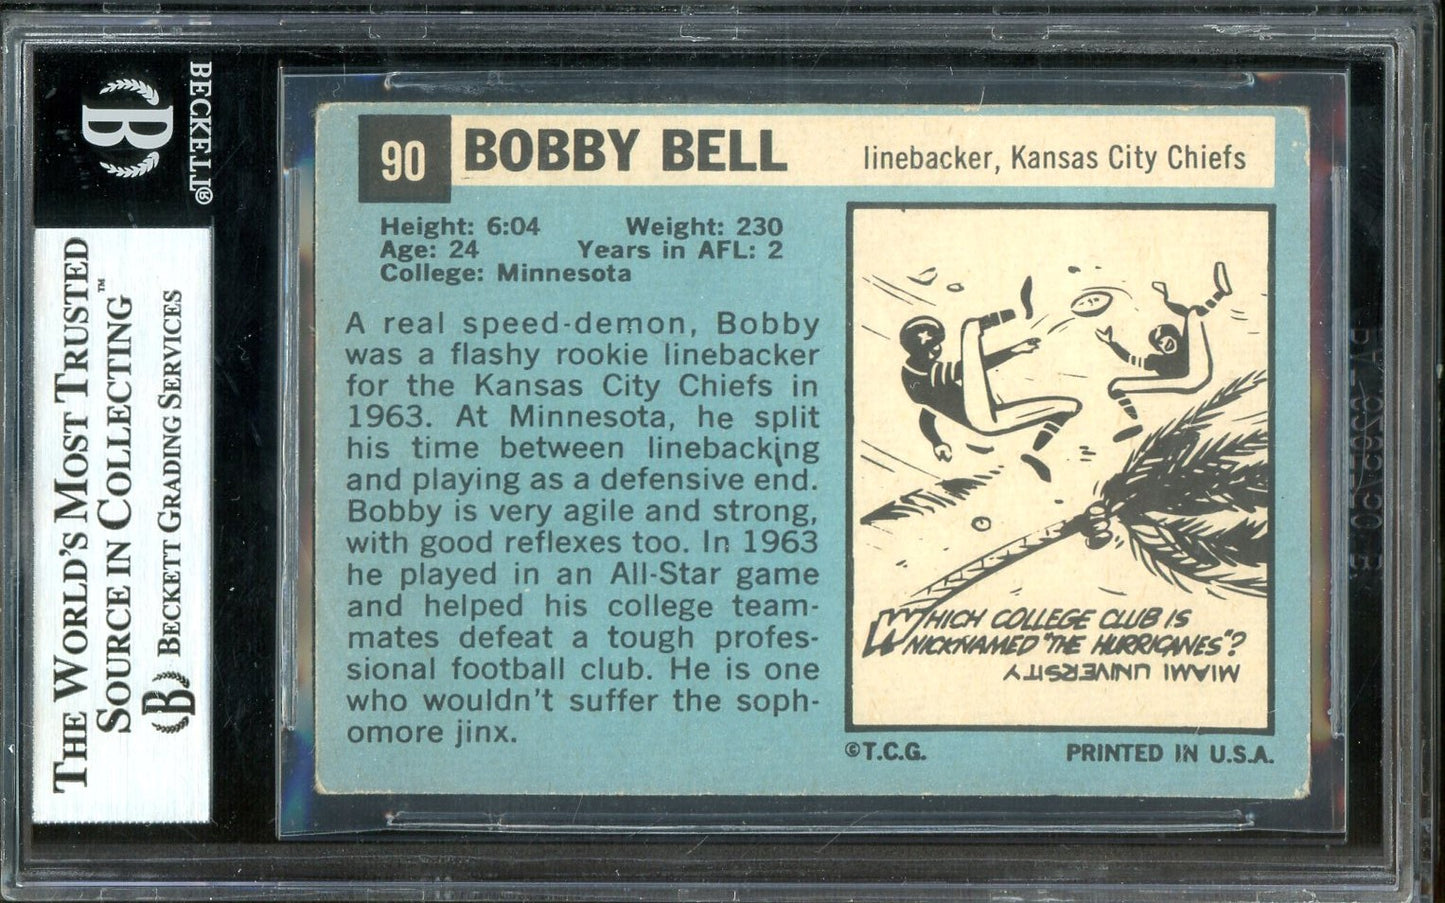 BECKETT®
B
THE WORLD'S MOST TRUSTED
SOURCE IN COLLECTING™
B BECKETT GRADING SERVICES
90 BOBBY BELL linebacker, Kansas City Chiefs
Height: 6:04 Weight: 230
Age: 24 Years in AFL: 2
College: Minnesota
A real speed-demon, Bobby
was a flashy rookie linebacker
for the Kansas City Chiefs in
1963. At Minnesota, he split
his time between linebacking
and playing as a defensive end.
Bobby is very agile and strong,
with good reflexes too. In 1963
he played in an All-Star game
and helped his college team-
mates defeat a tough profes-
sional football club. He is one
who wouldn't suffer the soph-
omore jinx.
WHICH COLLEGE CLUB IS
NICKNAMED "THE HURRICANES"?
MIAMI UNIVERSITY
©T.C.G. PRINTED IN U.S.A.